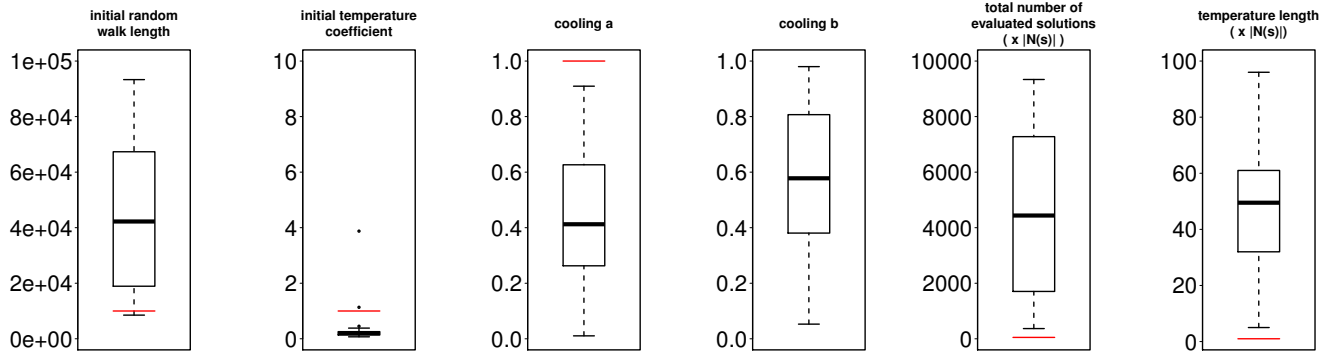 initial random
walk length
1e+05
8e+04
6e+04
4e+04
2e+04
0e+00
initial temperature
coefficient
10
8
6
4
2
0
cooling a
1.0
0.8
0.6
0.4
0.2
0.0
cooling b
1.0
0.8
0.6
0.4
0.2
0.0
total number of
evaluated solutions
( x |N(s)| )
10000
8000
6000
4000
2000
0
temperature length
( x |N(s)|)
100
80
60
40
20
0